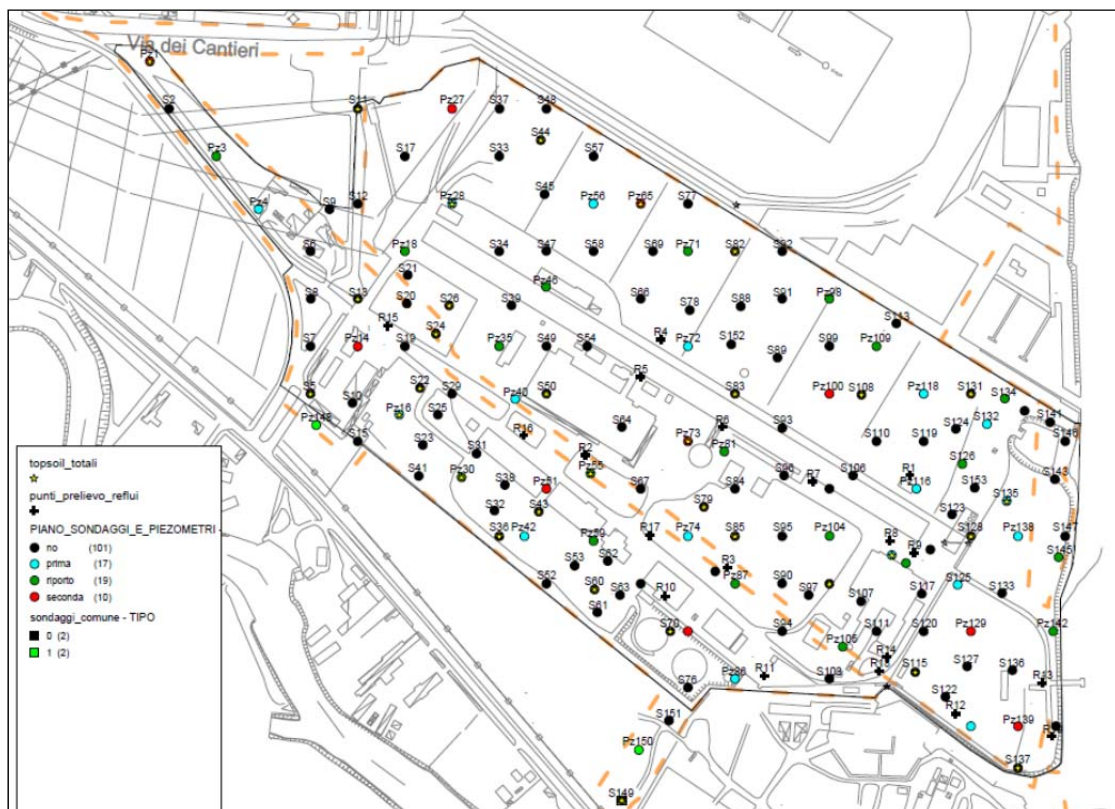 Via dei Cantieri
Pz1
S2
S11
Pz27
S37
S48
S44
Pz3
S17
S33
S57
Pz4
S9
S12
Pz28
S45
Pz56
Pz65
S77
S6
Pz18
S34
S47
S58
S69
Pz71
S82
S92
S21
Pz46
S8
S13
S20
S26
S39
S66
S78
S88
S91
Pz98
S113
R15
S24
R4
S7
Pz14
S19
Pz35
S49
S54
Pz72
S152
S89
S99
Pz109
R5
S5
S10
S22
S29
Pz40
S50
S83
Pz100
S108
Pz118
S131
S134
Pz148
Pz16
S25
S64
R6
S93
S124
S132
S141
S15
S23
R16
Pz73
Pz81
S110
S119
S146
S31
R2
S126
S41
Pz30
S38
Pz51
Pz55
S67
S84
S96
R7
S106
R1
Pz116
S153
S143
S32
S43
S79
S135
S123
S36
Pz42
Pz59
R17
Pz74
S85
S95
Pz104
R8
R9
S128
Pz138
S147
S53
S62
R3
S145
S52
S60
S63
R10
Pz87
S90
S97
S117
S125
S133
S61
S107
S70
S94
S111
S120
Pz129
Pz142
Pz105
R14
S76
Pz86
R11
S103
S115
S127
S136
R13
S122
R12
S151
Pz139
Pz150
S137
S149
topsoil_totali
punti_prelievo_reflui
PIANO_SONDAGGI_E_PIEZOMETRI -
no (101)
prima (17)
riporto (19)
seconda (10)
sondaggi_comune - TIPO
0 (2)
1 (2)